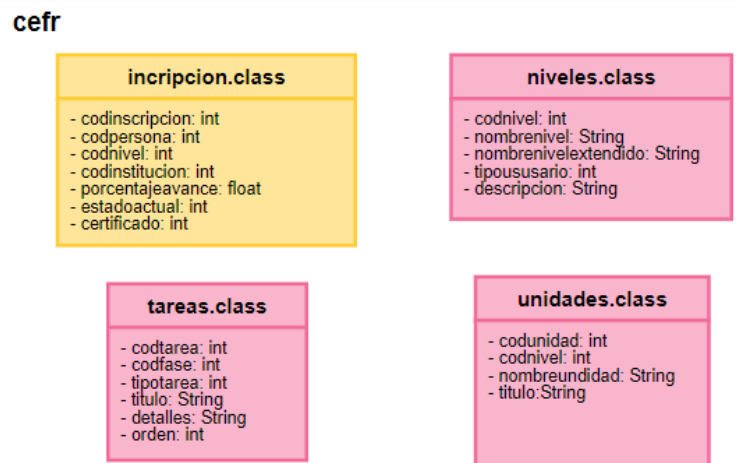 cefr
incripcion.class
- codinscripcion: int
- codpersona: int
- codnivel: int
- codinstitucion: int
- porcentajeavance: float
- estadoactual: int
- certificado: int
niveles.class
- codnivel: int
- nombrenivel: String
- nombrenivelextendido: String
- tipoususario: int
- descripcion: String
tareas.class
- codtarea: int
- codfase: int
- tipotarea: int
- titulo: String
- detalles: String
- orden: int
unidades.class
- codunidad: int
- codnivel: int
- nombreundidad: String
- titulo:String